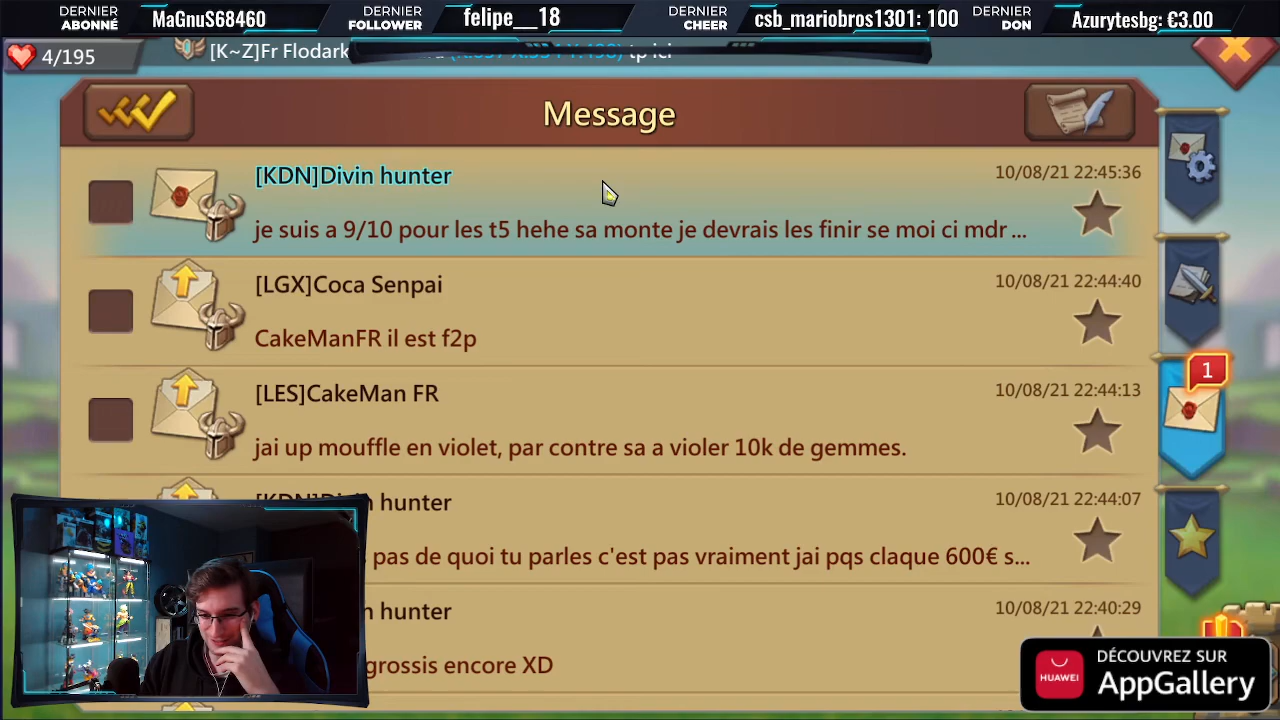 DERNIER ABONNÉ MaGnuS68460 DERNIER FOLLOWER felipe___18 DERNIER CHEER csb_mariobros1301: 100 DERNIER DON Azurytesbg: €3.00
4/195 [K~Z]Fr Flodark tp ici
Message
[KDN]Divin hunter 10/08/21 22:45:36
je suis a 9/10 pour les t5 hehe sa monte je devrais les finir se moi ci mdr ...
[LGX]Coca Senpai 10/08/21 22:44:40
CakeManFR il est f2p
[LES]CakeMan FR 10/08/21 22:44:13
jai up mouffle en violet, par contre sa a violer 10k de gemmes.
1
[KDN]Divin hunter 10/08/21 22:44:07
pas de quoi tu parles c'est pas vraiment jai pqs claque 600€ s...
hunter 10/08/21 22:40:29
grossis encore XD
HUAWEI
DÉCOUVREZ SUR
AppGallery